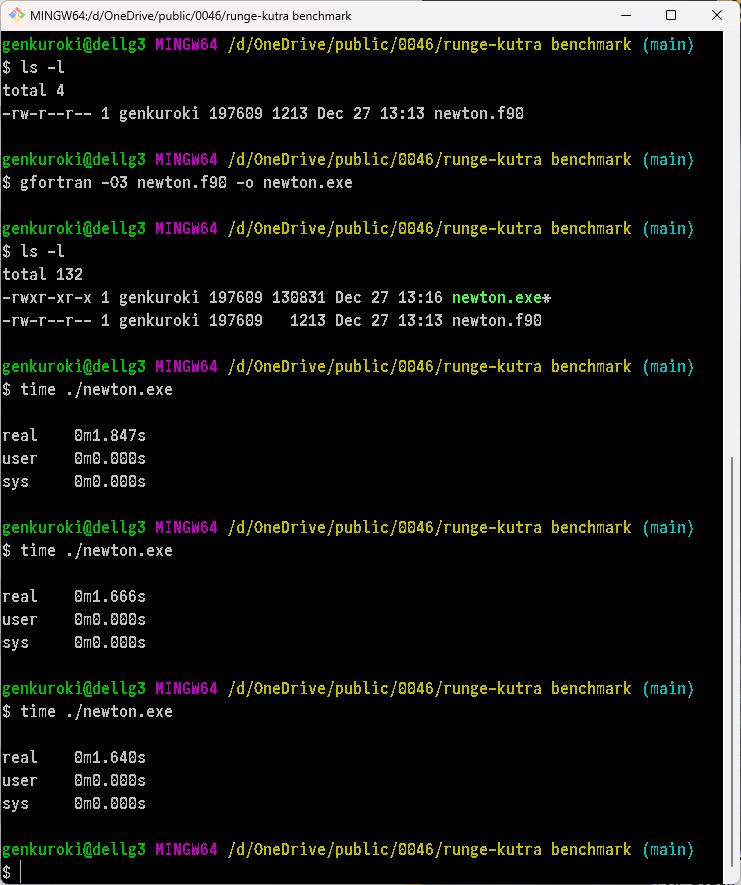 MINGW64:/d/OneDrive/public/0046/runge-kutra benchmark
genkuroki@dellg3 MINGW64 /d/OneDrive/public/0046/runge-kutra benchmark (main)
$ ls -l
total 4
-rw-r--r-- 1 genkuroki 197609 1213 Dec 27 13:13 newton.f90
genkuroki@dellg3 MINGW64 /d/OneDrive/public/0046/runge-kutra benchmark (main)
$ gfortran -O3 newton.f90 -o newton.exe
genkuroki@dellg3 MINGW64 /d/OneDrive/public/0046/runge-kutra benchmark (main)
$ ls -l
total 132
-rwxr-xr-x 1 genkuroki 197609 130831 Dec 27 13:16 newton.exe*
-rw-r--r-- 1 genkuroki 197609   1213 Dec 27 13:13 newton.f90
genkuroki@dellg3 MINGW64 /d/OneDrive/public/0046/runge-kutra benchmark (main)
$ time ./newton.exe
real    0m1.847s
user    0m0.000s
sys     0m0.000s
genkuroki@dellg3 MINGW64 /d/OneDrive/public/0046/runge-kutra benchmark (main)
$ time ./newton.exe
real    0m1.666s
user    0m0.000s
sys     0m0.000s
genkuroki@dellg3 MINGW64 /d/OneDrive/public/0046/runge-kutra benchmark (main)
$ time ./newton.exe
real    0m1.640s
user    0m0.000s
sys     0m0.000s
genkuroki@dellg3 MINGW64 /d/OneDrive/public/0046/runge-kutra benchmark (main)
$